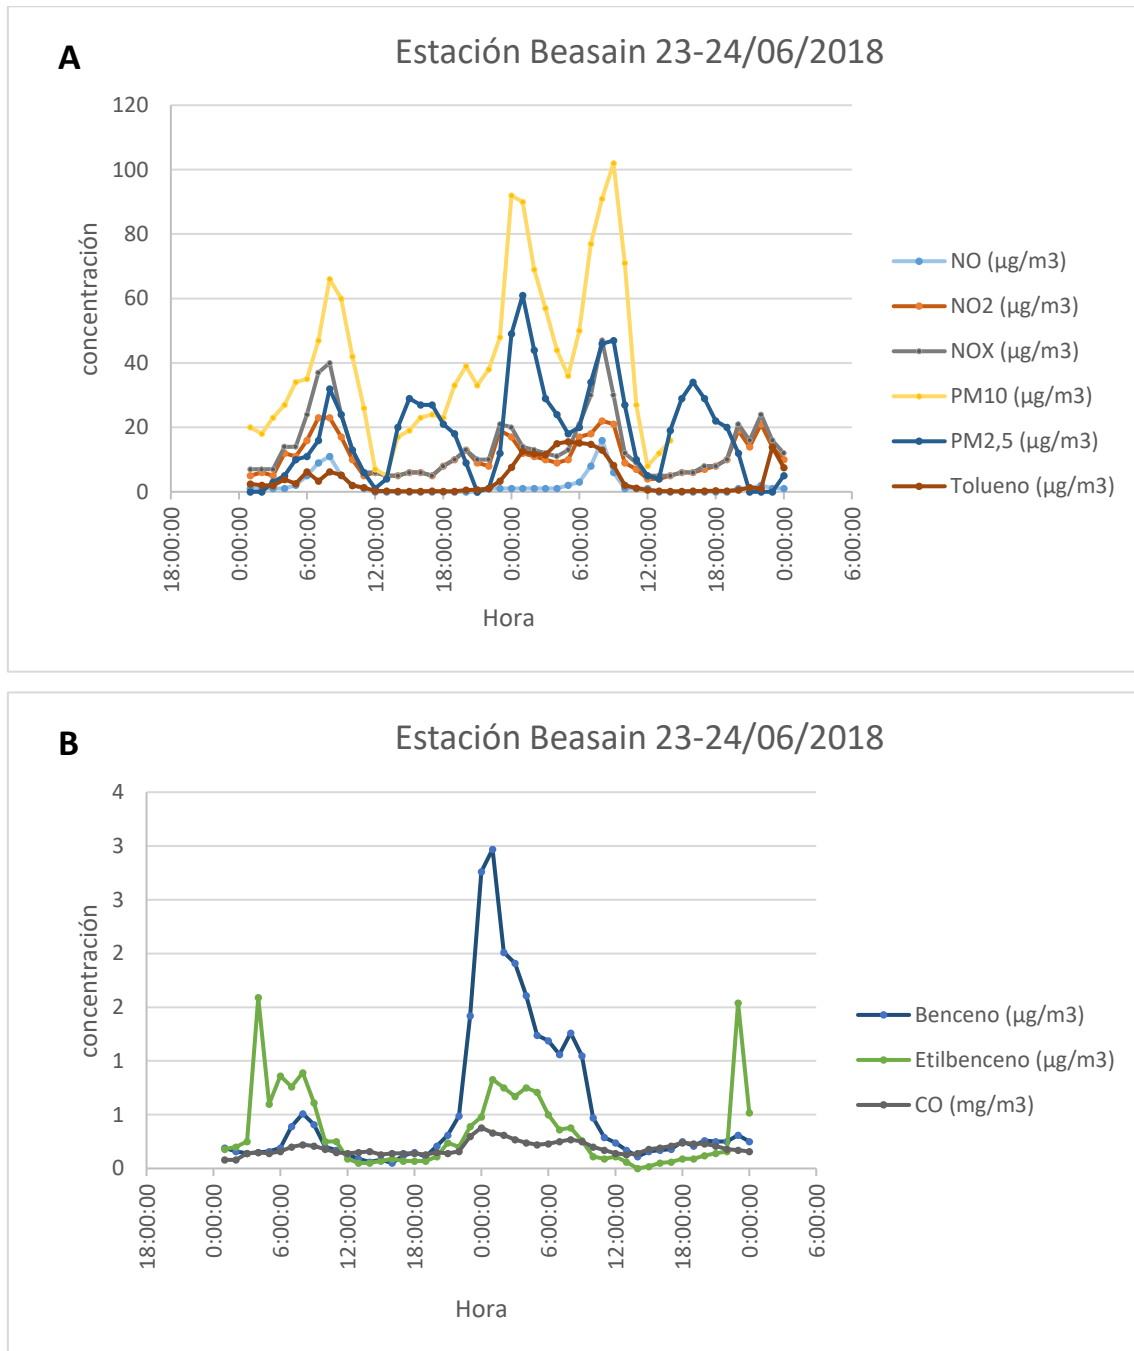 A
Estación Beasain 23-24/06/2018
120
100
80
60
40
20
0
concentración
18:00:00
0:00:00
6:00:00
12:00:00
18:00:00
0:00:00
6:00:00
12:00:00
18:00:00
0:00:00
6:00:00
Hora
NO (µg/m3)
NO2 (µg/m3)
NOX (µg/m3)
PM10 (µg/m3)
PM2,5 (µg/m3)
Tolueno (µg/m3)
B
Estación Beasain 23-24/06/2018
4
3
3
2
2
1
1
0
concentración
18:00:00
0:00:00
6:00:00
12:00:00
18:00:00
0:00:00
6:00:00
12:00:00
18:00:00
0:00:00
6:00:00
Hora
Benceno (µg/m3)
Etilbenceno (µg/m3)
CO (mg/m3)